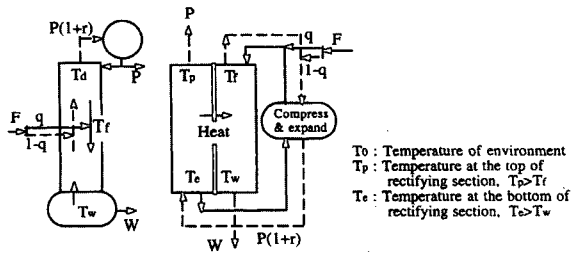 P(1+r)
Td
P
F
q
1-q
Tf
Tw
W
P
q
F
1-q
Tp
Tf
Heat
Compress
& expand
Te
Tw
W
P(1+r)
To : Temperature of environment
Tp : Temperature at the top of
rectifying section, Tp>Tf
Te : Temperature at the bottom of
rectifying section, Te>Tw